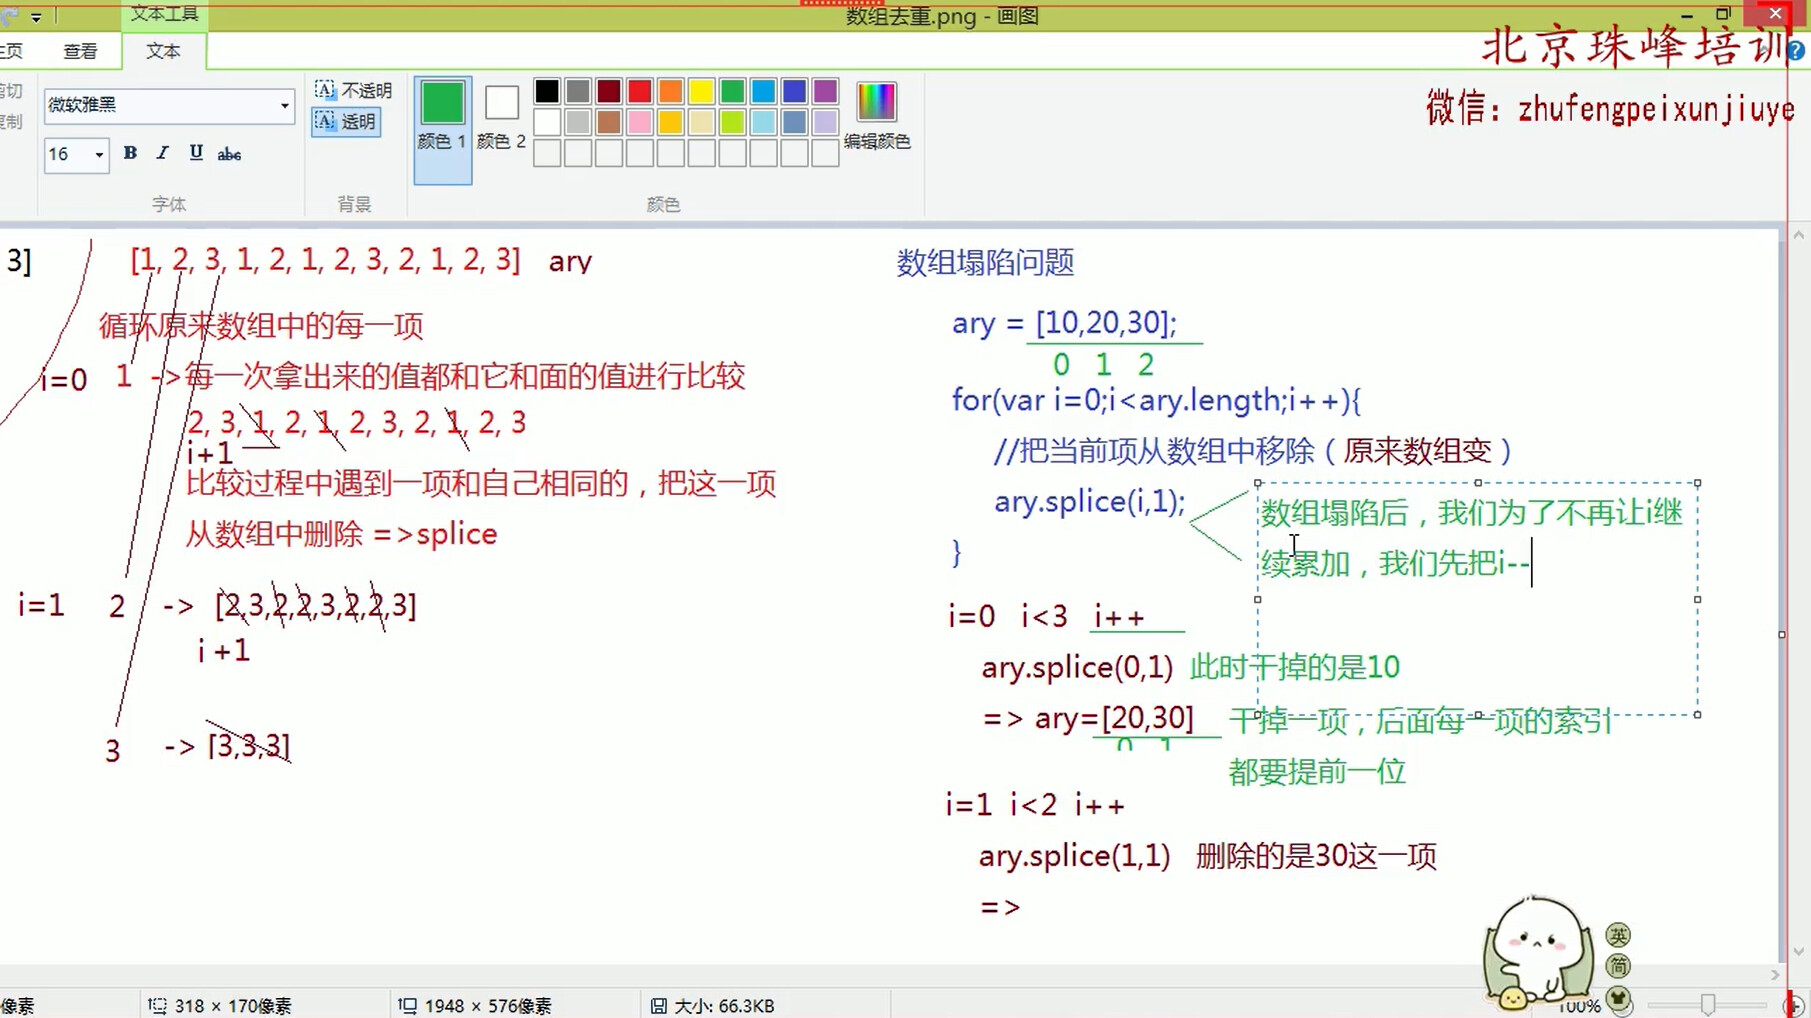 文本工具
数组去重.png - 画图
北京珠峰培训
主页 查看 文本
微信：zhufengpeixunjiuye
剪切
复制
微软雅黑
16
B I U abc
不透明
透明
颜色 1
颜色 2
编辑颜色
字体
背景
颜色
3]
[1, 2, 3, 1, 2, 1, 2, 3, 2, 1, 2, 3] ary
循环原来数组中的每一项
i=0 1 ->每一次拿出来的值都和它和面的值进行比较
2, 3, 1, 2, 1, 2, 3, 2, 1, 2, 3
i+1
比较过程中遇到一项和自己相同的，把这一项
从数组中删除 =>splice
i=1 2 -> [2,3,2,2,3,2,2,3]
i +1
3 -> [3,3,3]
数组塌陷问题
ary = [10,20,30];
0 1 2
for(var i=0;i<ary.length;i++){
//把当前项从数组中移除（原来数组变）
ary.splice(i,1);
}
数组塌陷后，我们为了不再让i继
续累加，我们先把i--
i=0 i<3 i++
ary.splice(0,1) 此时干掉的是10
=> ary=[20,30] 干掉一项，后面每一项的索引
0 1
都要提前一位
i=1 i<2 i++
ary.splice(1,1) 删除的是30这一项
=>
英
简
像素
318 × 170像素
1948 × 576像素
大小: 66.3KB
100%